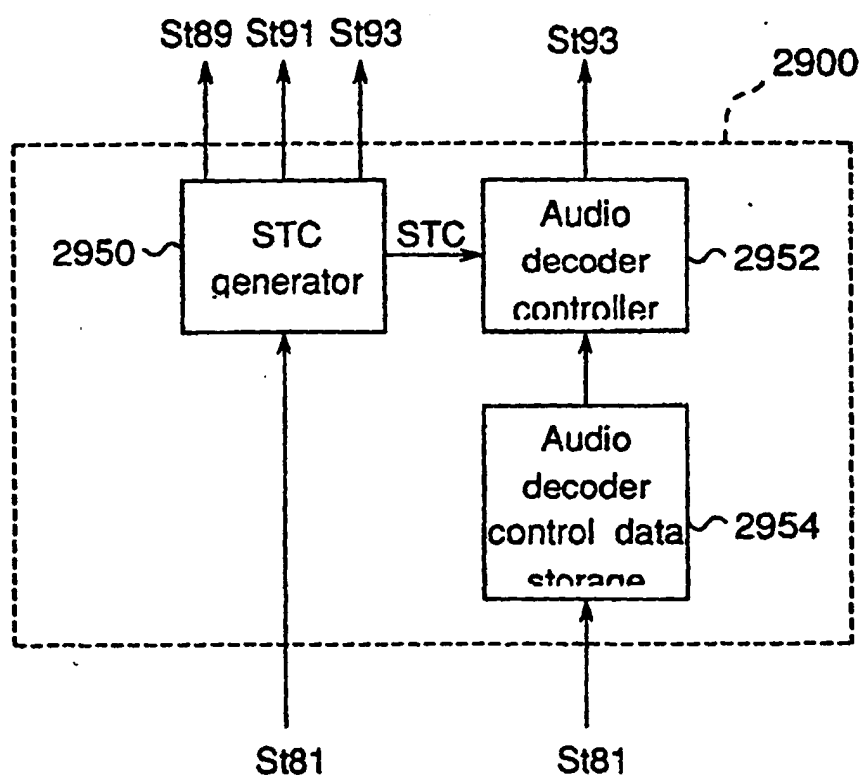 St89 St91 St93
St93
2900
2950
STC
generator
STC
Audio
decoder
controller
2952
Audio
decoder
control data
storage
2954
St81
St81